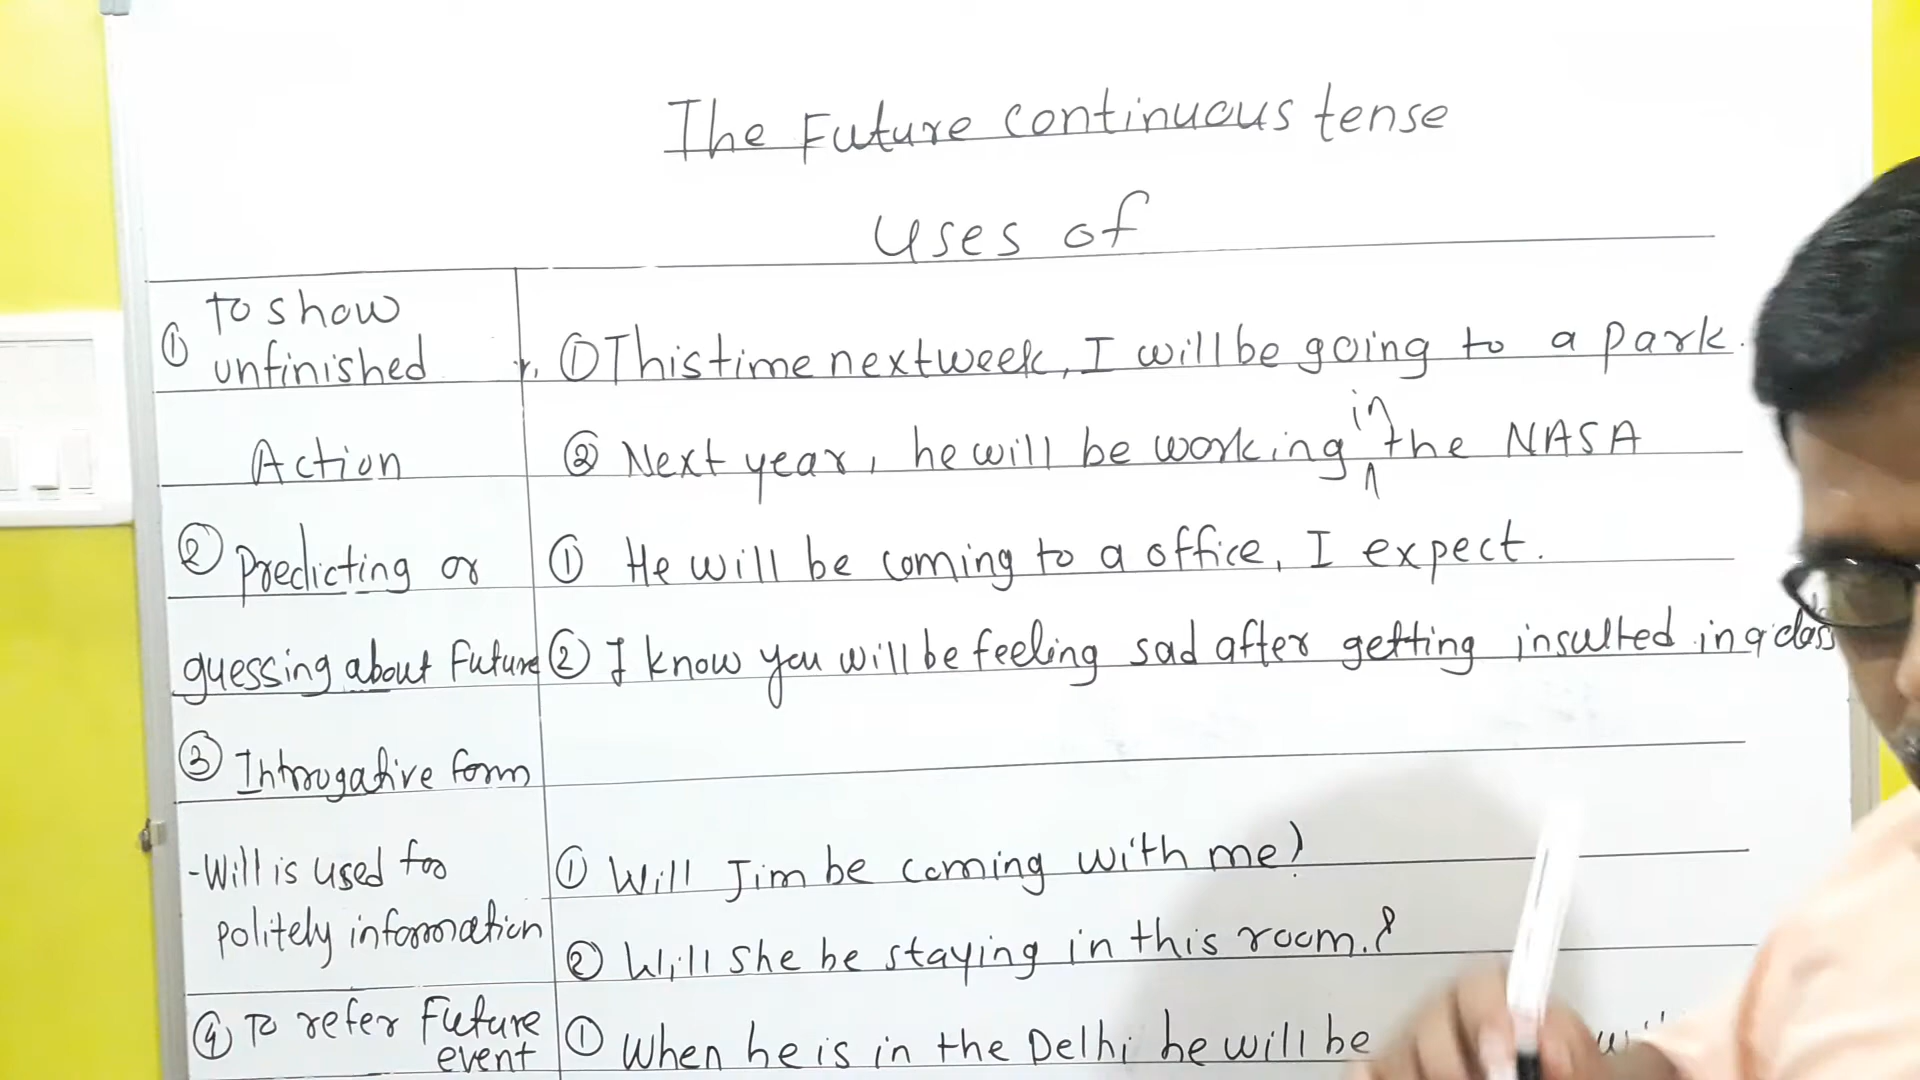 The Future continuous tense
Uses of
① To show
unfinished
Action
① This time next week, I will be going to a park.
② Next year, he will be working in the NASA
② Predicting or
guessing about Future
① He will be coming to a office, I expect.
② I know you will be feeling sad after getting insulted in a class
③ Introugative form
- Will is used for
politely information
① Will Jim be coming with me?
② Will she be staying in this room.?
④ To refer Future
event
① When he is in the Delhi he will be